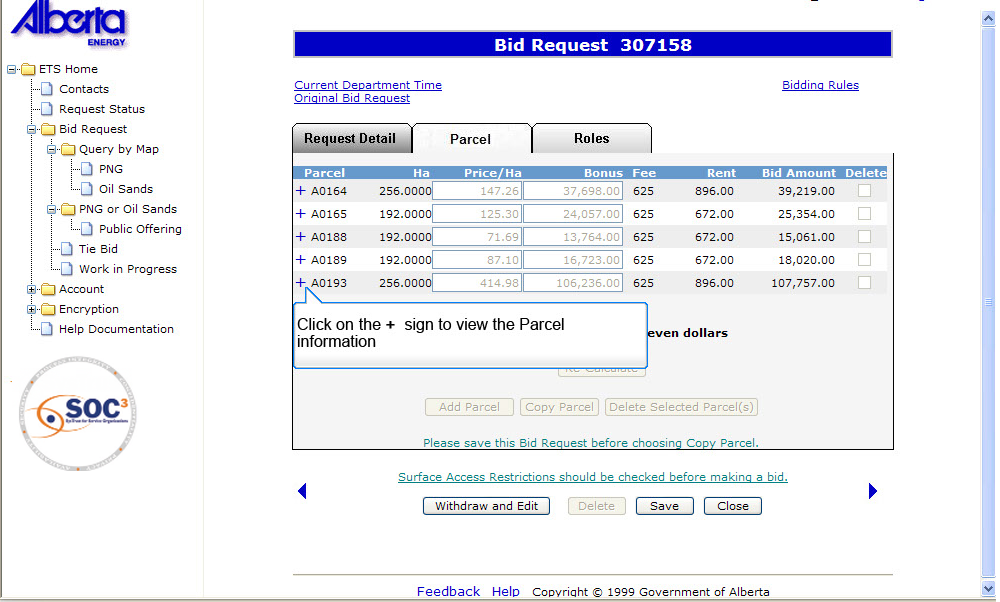 Alberta
ENERGY
ETS Home
Contacts
Request Status
Bid Request
Query by Map
PNG
Oil Sands
PNG or Oil Sands
Public Offering
Tie Bid
Work in Progress
Account
Encryption
Help Documentation
SOC3
Bid Request 307158
Current Department Time Bidding Rules
Original Bid Request
Request Detail Parcel Roles
Parcel Ha Price/Ha Bonus Fee Rent Bid Amount Delete
+ A0164 256.0000 147.26 37,698.00 625 896.00 39,219.00
+ A0165 192.0000 125.30 24,057.00 625 672.00 25,354.00
+ A0188 192.0000 71.69 13,764.00 625 672.00 15,061.00
+ A0189 192.0000 87.10 16,723.00 625 672.00 18,020.00
+ A0193 256.0000 414.98 106,236.00 625 896.00 107,757.00
Click on the + sign to view the Parcel
information
even dollars
Re-Calculate
Add Parcel Copy Parcel Delete Selected Parcel(s)
Please save this Bid Request before choosing Copy Parcel.
Surface Access Restrictions should be checked before making a bid.
Withdraw and Edit Delete Save Close
Feedback Help Copyright © 1999 Government of Alberta